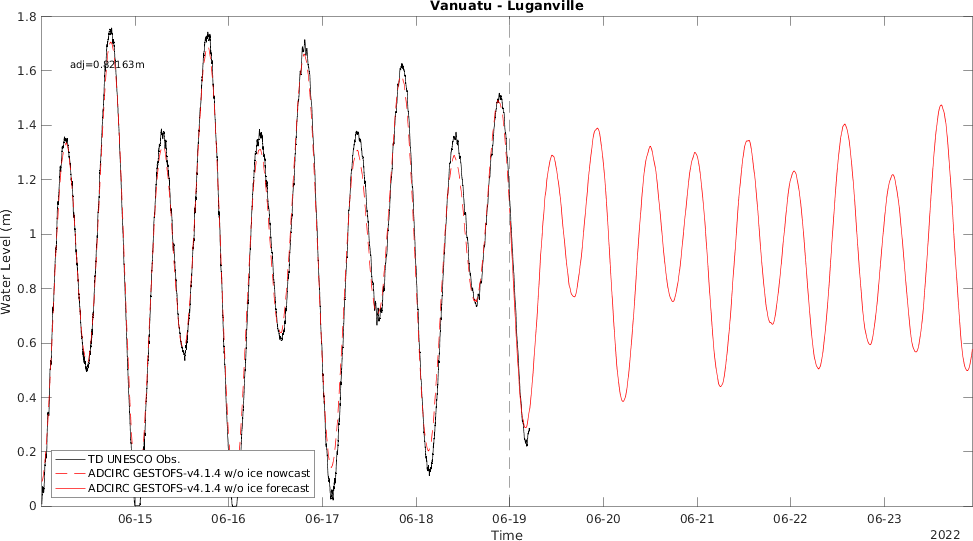 Vanuatu - Luganville
1.8
1.6
1.4
1.2
1
0.8
0.6
0.4
0.2
0
Water Level (m)
adj=0.82163m
TD UNESCO Obs.
ADCIRC GESTOFS-v4.1.4 w/o ice nowcast
ADCIRC GESTOFS-v4.1.4 w/o ice forecast
06-15 06-16 06-17 06-18 06-19 06-20 06-21 06-22 06-23
Time
2022